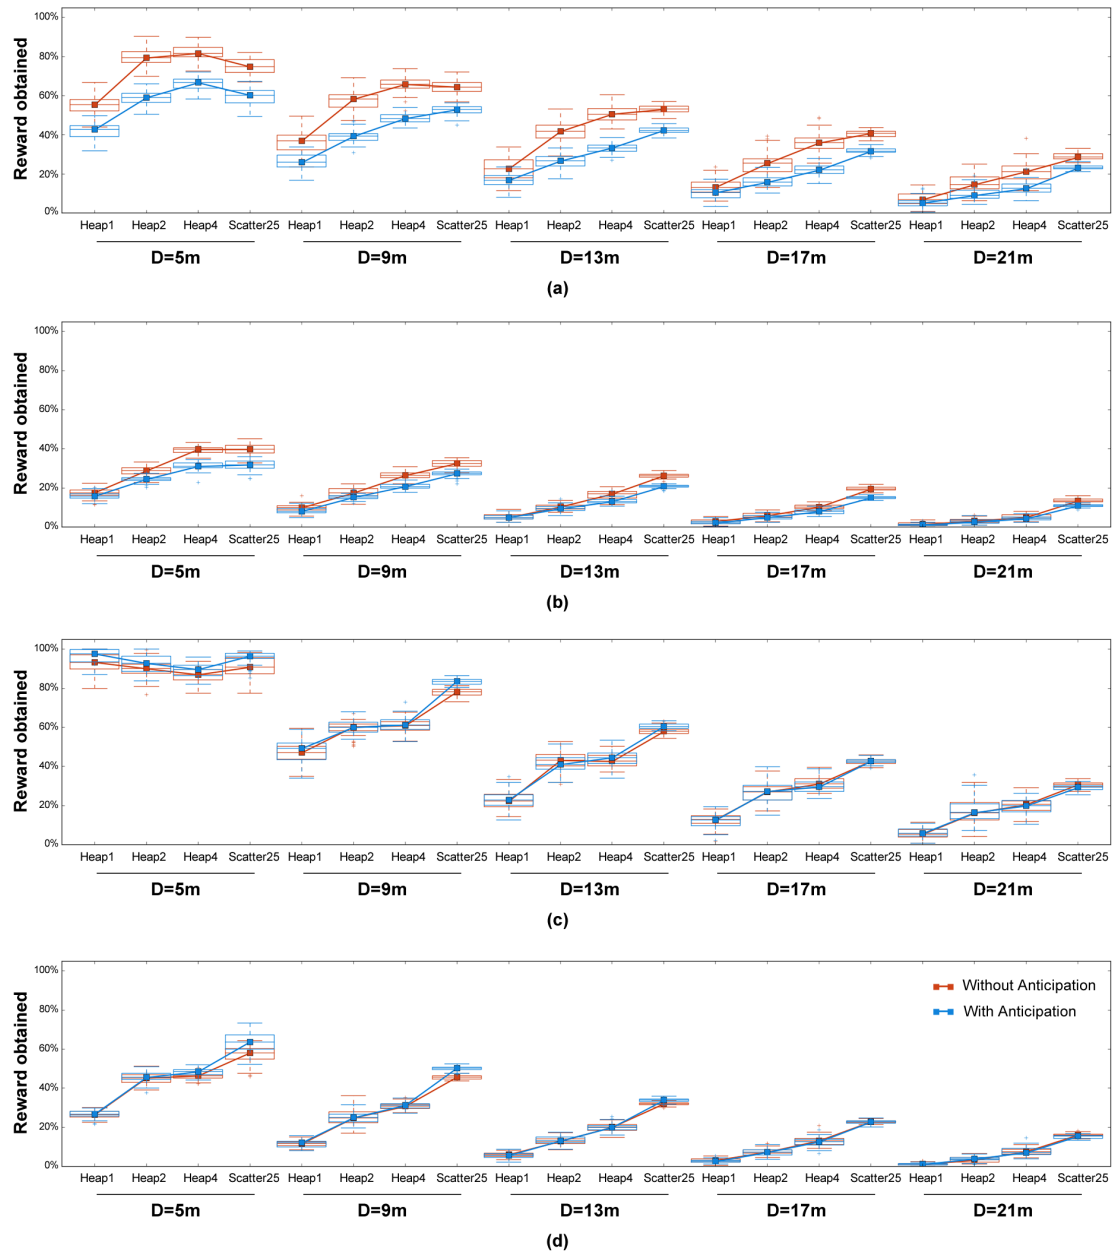 Reward obtained
100%
80%
60%
40%
20%
0%
Heap1 Heap2 Heap4 Scatter25 Heap1 Heap2 Heap4 Scatter25 Heap1 Heap2 Heap4 Scatter25 Heap1 Heap2 Heap4 Scatter25 Heap1 Heap2 Heap4 Scatter25
D=5m D=9m D=13m D=17m D=21m
(a)
Reward obtained
100%
80%
60%
40%
20%
0%
Heap1 Heap2 Heap4 Scatter25 Heap1 Heap2 Heap4 Scatter25 Heap1 Heap2 Heap4 Scatter25 Heap1 Heap2 Heap4 Scatter25 Heap1 Heap2 Heap4 Scatter25
D=5m D=9m D=13m D=17m D=21m
(b)
Reward obtained
100%
80%
60%
40%
20%
0%
Heap1 Heap2 Heap4 Scatter25 Heap1 Heap2 Heap4 Scatter25 Heap1 Heap2 Heap4 Scatter25 Heap1 Heap2 Heap4 Scatter25 Heap1 Heap2 Heap4 Scatter25
D=5m D=9m D=13m D=17m D=21m
(c)
Reward obtained
100%
80%
60%
40%
20%
0%
Without Anticipation
With Anticipation
Heap1 Heap2 Heap4 Scatter25 Heap1 Heap2 Heap4 Scatter25 Heap1 Heap2 Heap4 Scatter25 Heap1 Heap2 Heap4 Scatter25 Heap1 Heap2 Heap4 Scatter25
D=5m D=9m D=13m D=17m D=21m
(d)